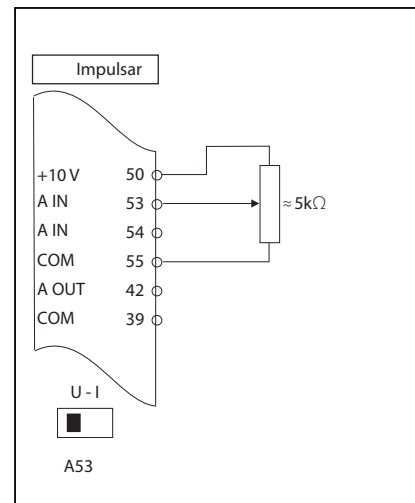 Impulsar
+10 V 50
A IN 53
A IN 54
COM 55
A OUT 42
COM 39
≈ 5kΩ
U - I
A53